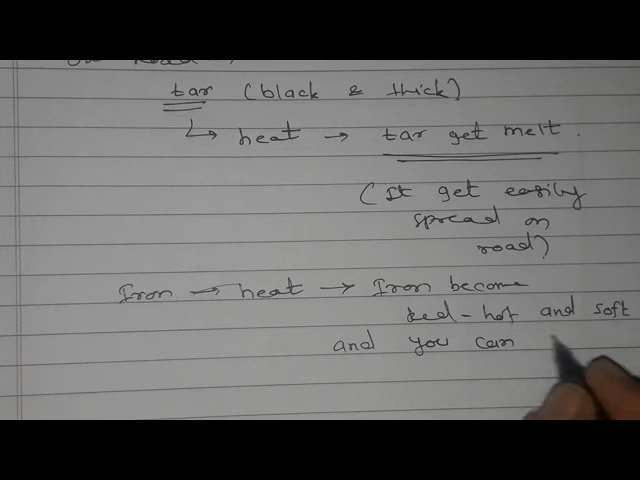 tar (black & thick)
↳ heat → tar get melt.
(It get easily
spread on
road)
Iron → heat → Iron become
red-hot and soft
and you can